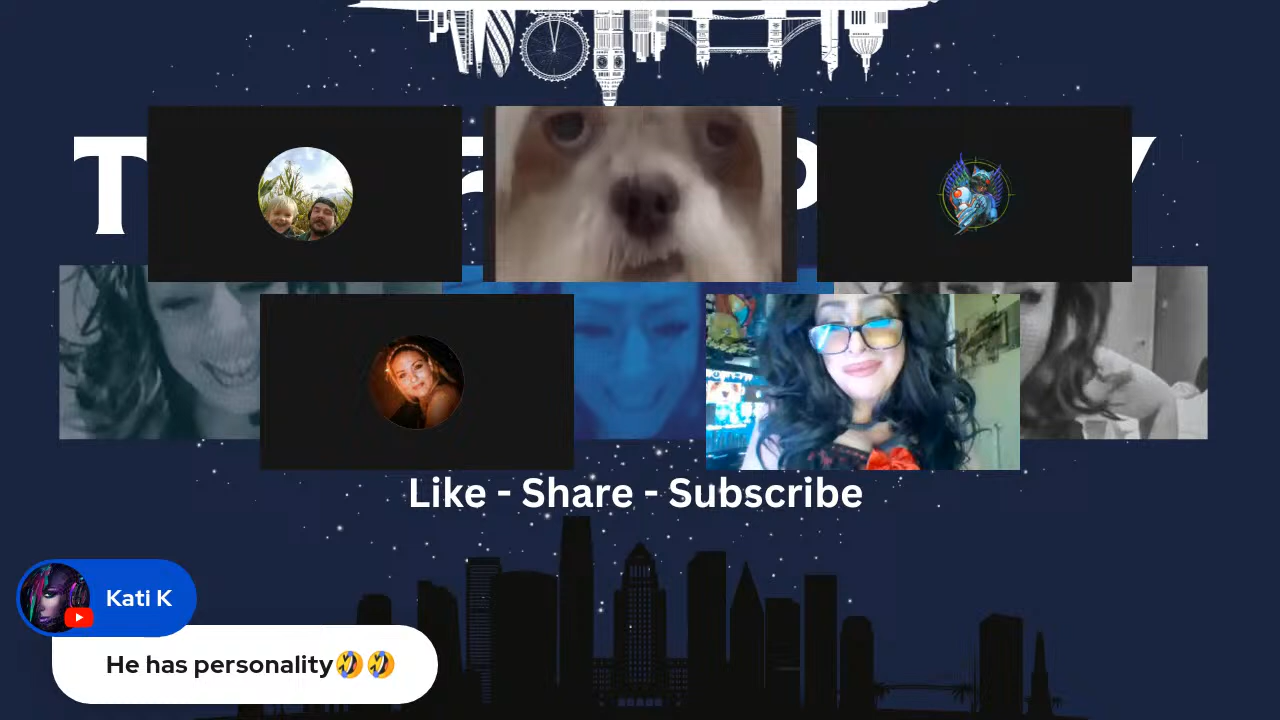 Like - Share - Subscribe
Kati K
He has personality🤣🤣